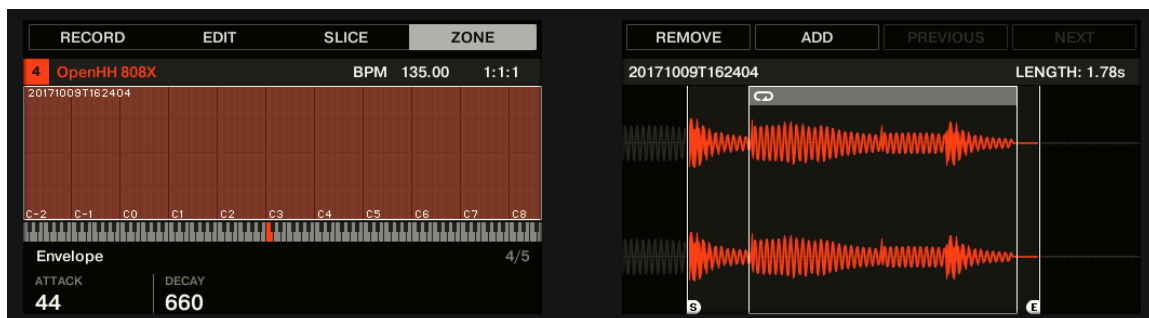 RECORD EDIT SLICE ZONE
4 OpenHH 808X BPM 135.00 1:1:1
20171009T162404
C-2 C-1 C0 C1 C2 C3 C4 C5 C6 C7 C8
Envelope 4/5
ATTACK DECAY
44 660
REMOVE ADD PREVIOUS NEXT
20171009T162404 LENGTH: 1.78s
S E